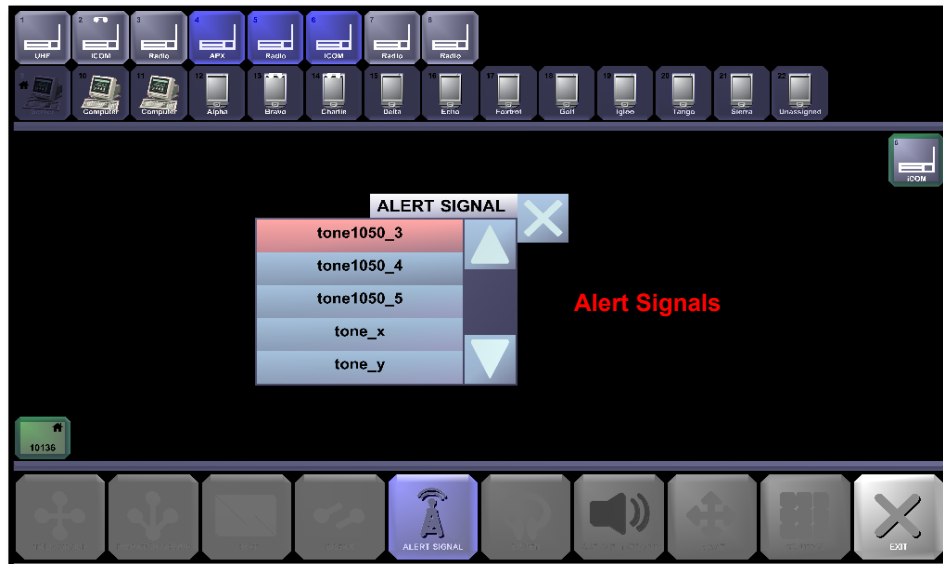 1 2 3 4 5 6 7 8
UHF ICOM Radio APX Radio ICOM Radio Radio
10 11 12 13 14 15 16 17 18 19 20 21 22
Computer Computer Alpha Bravo Charlie Delta Echo Foxtrot Golf Igloo Tango Sierra Unassigned
6
ICOM
ALERT SIGNAL
tone1050_3
tone1050_4
tone1050_5
tone_x
tone_y
Alert Signals
10136
ALERT SIGNAL EXIT